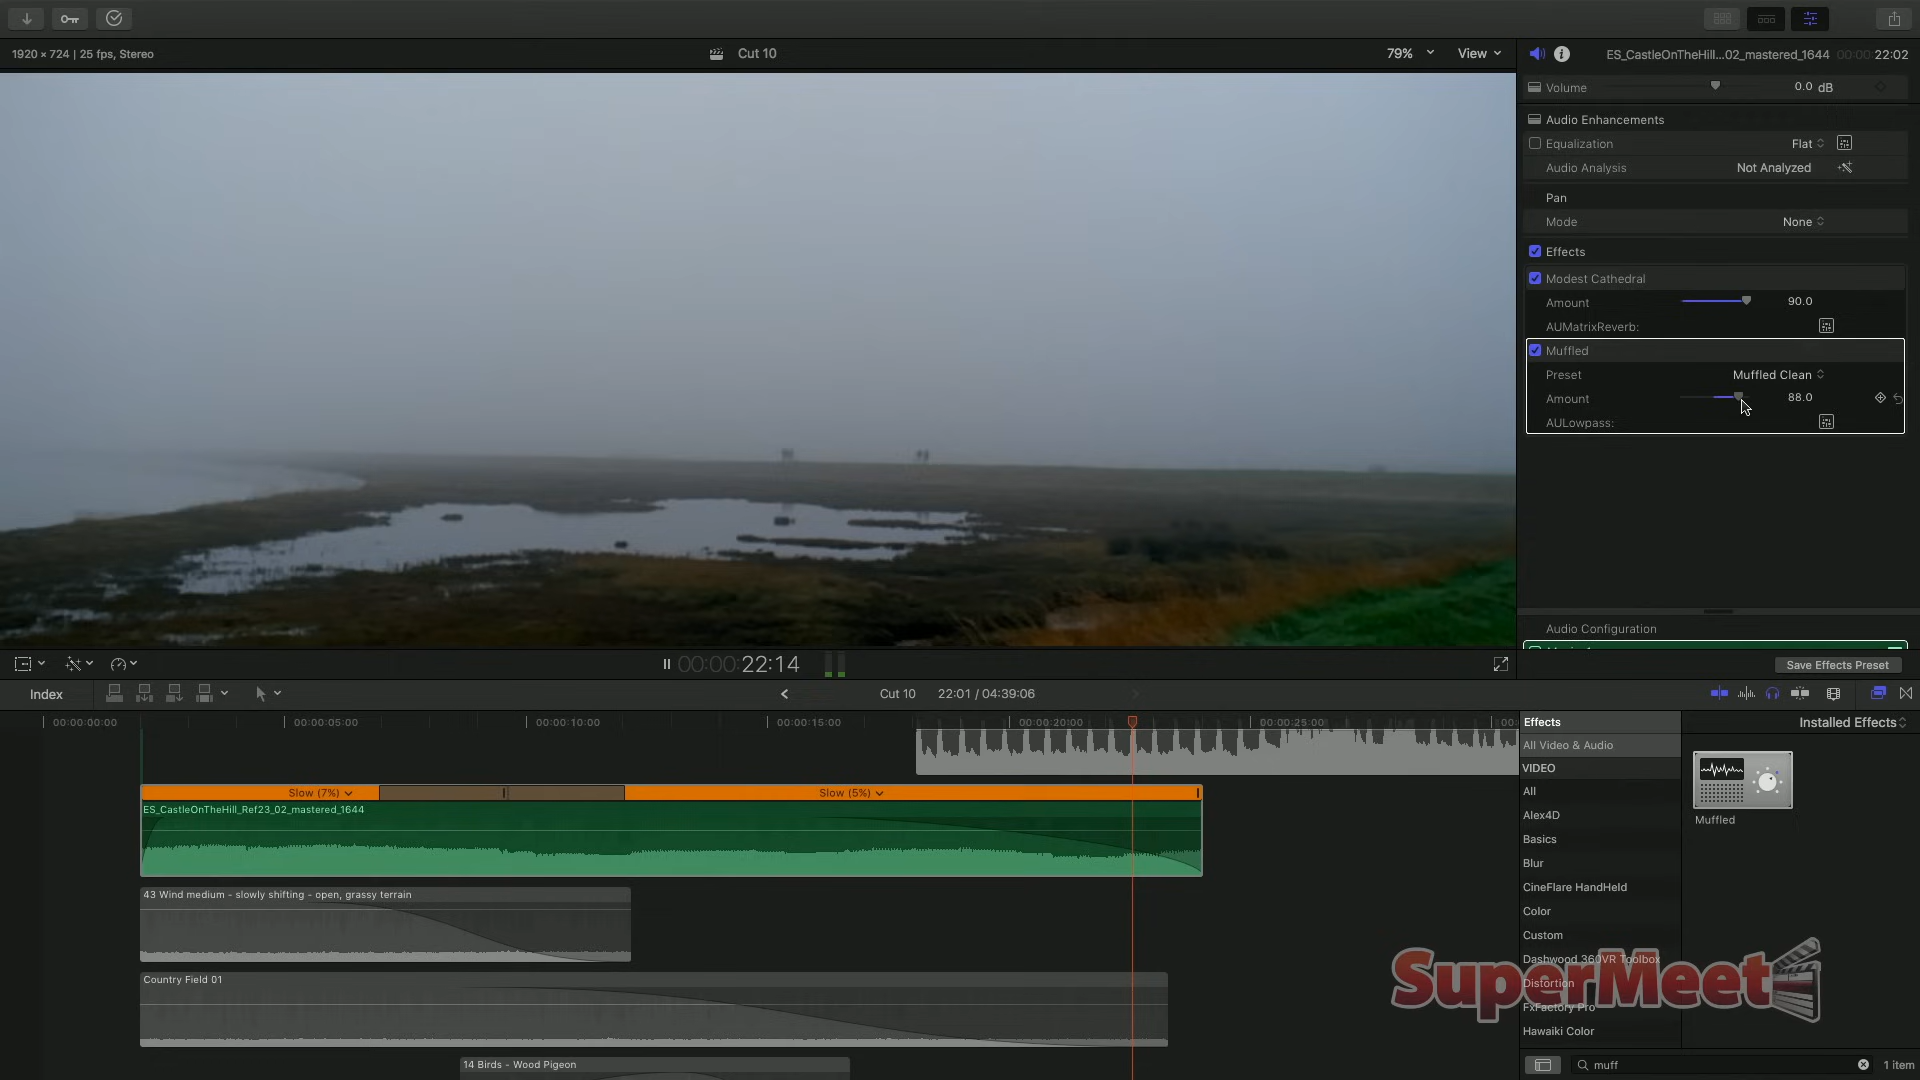 1920 × 724 | 25 fps, Stereo
Cut 10
79%
View
ES_CastleOnTheHill...02_mastered_1644
00:00:22:02
Volume
0.0 dB
Audio Enhancements
Equalization
Flat
Audio Analysis
Not Analyzed
Pan
Mode
None
Effects
Modest Cathedral
Amount
90.0
AUMatrixReverb:
Muffled
Preset
Muffled Clean
Amount
88.0
AULowpass:
Audio Configuration
Save Effects Preset
00:00:22:14
Index
Cut 10
22:01 / 04:39:06
00:00:00:00
00:00:05:00
00:00:10:00
00:00:15:00
00:00:20:00
00:00:25:00
Slow (7%)
Slow (5%)
ES_CastleOnTheHill_Ref23_02_mastered_1644
43 Wind medium - slowly shifting - open, grassy terrain
Country Field 01
14 Birds - Wood Pigeon
Effects
Installed Effects
All Video & Audio
VIDEO
All
Alex4D
Basics
Blur
CineFlare HandHeld
Color
Custom
Dashwood 360VR Toolbox
Distortion
FxFactory Pro
Hawaiki Color
Muffled
SuperMeet
muff
1 item